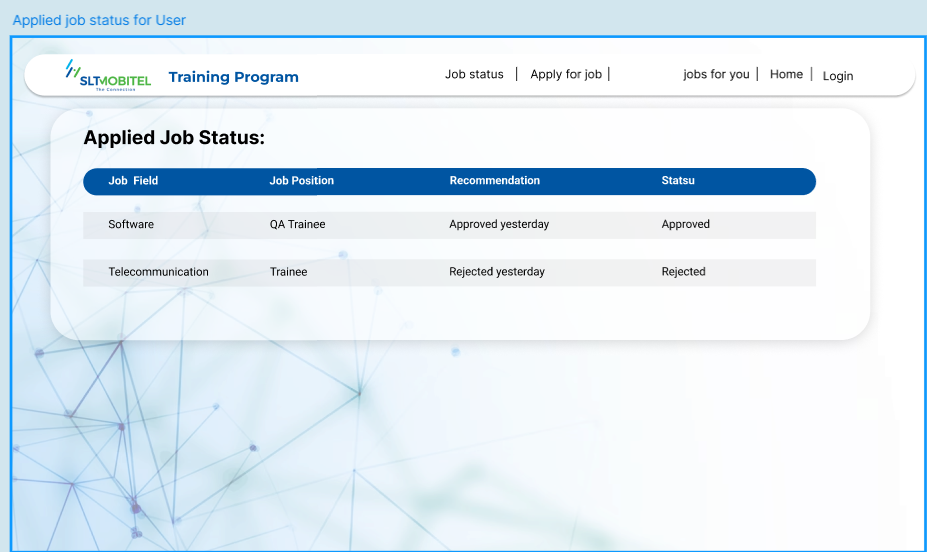 Applied job status for User
SLTMOBITEL
The Connection
Training Program
Job status | Apply for job | jobs for you | Home | Login
Applied Job Status:
Job Field Job Position Recommendation Statsu
Software QA Trainee Approved yesterday Approved
Telecommunication Trainee Rejected yesterday Rejected